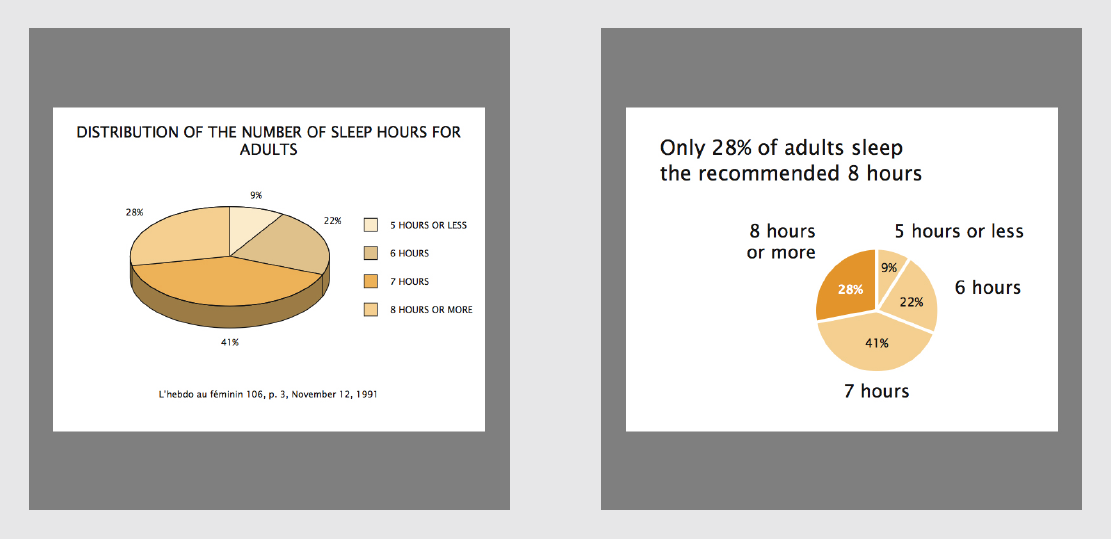 DISTRIBUTION OF THE NUMBER OF SLEEP HOURS FOR
ADULTS
9%
28%
22%
5 HOURS OR LESS
6 HOURS
7 HOURS
8 HOURS OR MORE
41%
L'hebdo au féminin 106, p. 3, November 12, 1991
Only 28% of adults sleep
the recommended 8 hours
8 hours
or more
5 hours or less
9%
28%
22%
6 hours
41%
7 hours